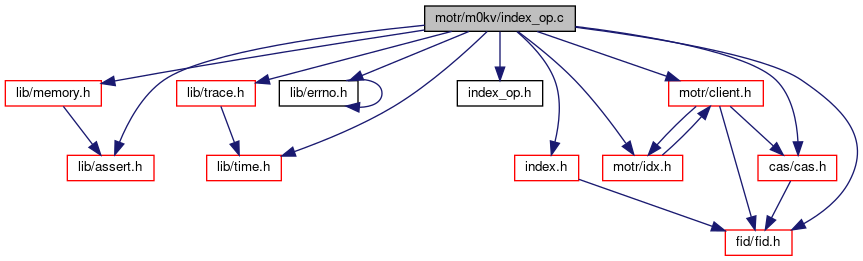 motr/m0kv/index_op.c
lib/memory.h
lib/trace.h
lib/errno.h
index_op.h
motr/client.h
lib/assert.h
lib/time.h
index.h
motr/idx.h
cas/cas.h
fid/fid.h